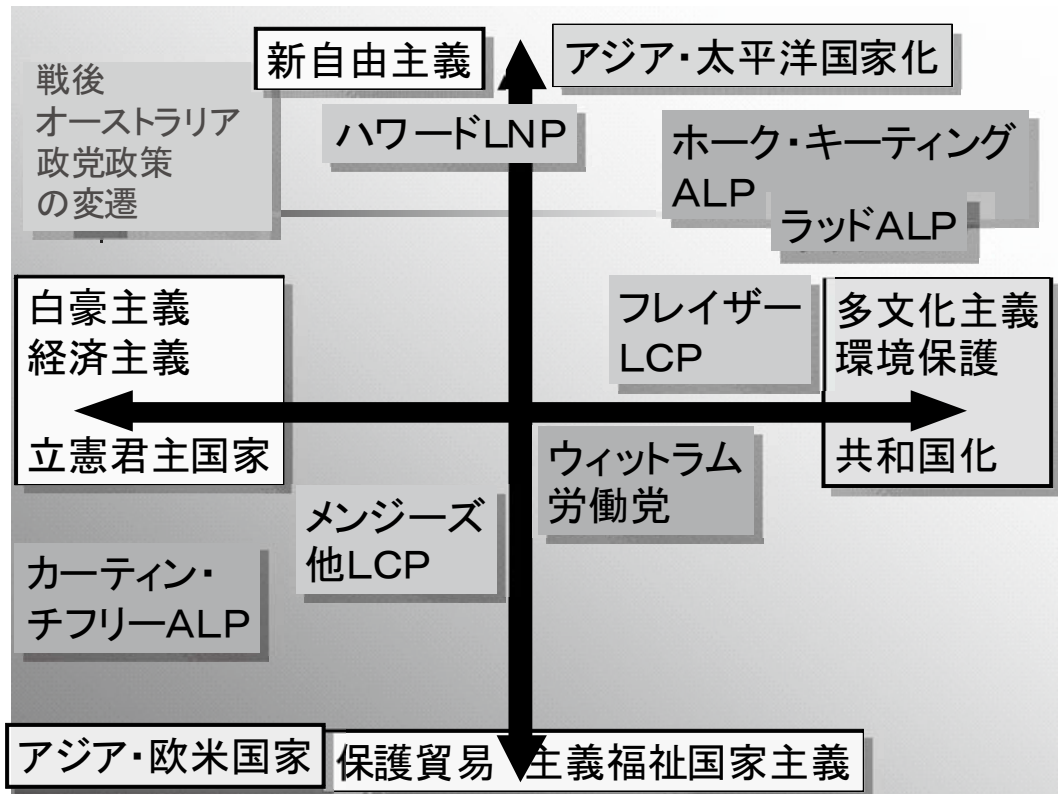 新自由主義
アジア・太平洋国家化
戦後
オーストラリア
政党政策
の変遷
ハワードLNP
ホーク・キーティング
ALP
ラッドALP
白豪主義
経済主義
立憲君主国家
フレイザー
LCP
多文化主義
環境保護
共和国化
ウィットラム
労働党
メンジーズ
他LCP
カーティン・
チフリーALP
アジア・欧米国家
保護貿易 主義福祉国家主義